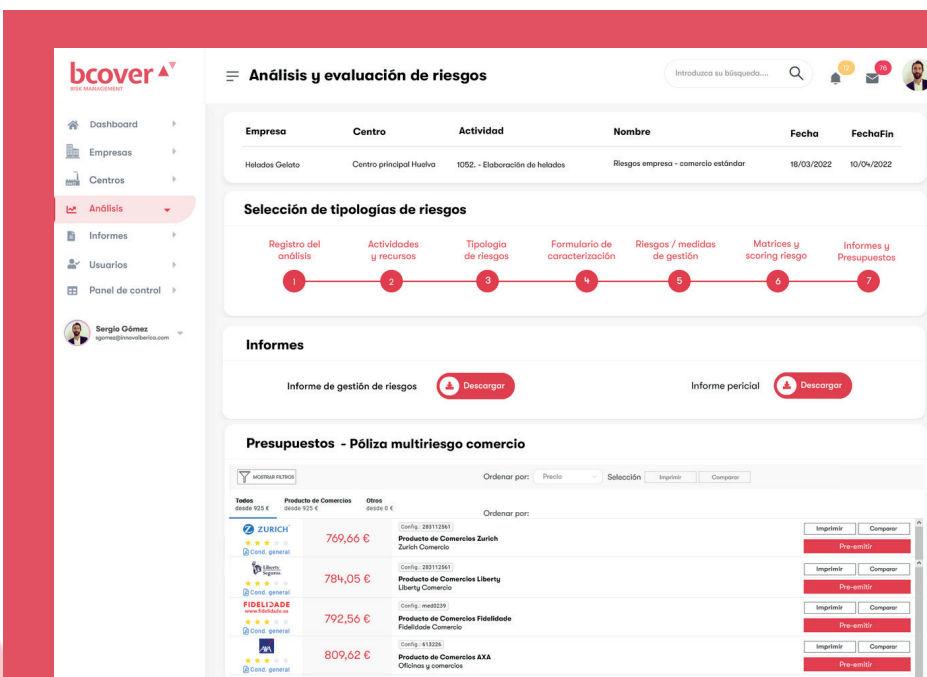 bcover
RISK MANAGEMENT
Análisis y evaluación de riesgos
Introduzca su búsqueda....
12
76
Dashboard
Empresas
Centros
Análisis
Informes
Usuarios
Panel de control
Sergio Gómez
sgomez@innovaiberica.com
Empresa Centro Actividad Nombre Fecha FechaFin
Helados Gelato Centro principal Huelva 1052. - Elaboración de helados Riesgos empresa - comercio estándar 18/03/2022 10/04/2022
Selección de tipologías de riesgos
Registro del análisis
Actividades y recursos
Tipologia de riesgos
Formulario de caracterización
Riesgos / medidas de gestión
Matrices y scoring riesgo
Informes y Presupuestos
1 2 3 4 5 6 7
Informes
Informe de gestión de riesgos Descargar Informe pericial Descargar
Presupuestos - Póliza multiriesgo comercio
MOSTRAR FILTROS Ordenar por: Precio Selección Imprimir Comparar
Todos Producto de Comercios Otros
desde 925 € desde 925 € desde 0 €
Ordenar por:
ZURICH
Cond. general
769,66 €
Config.: 283112561
Producto de Comercios Zurich
Zurich Comercio
Imprimir Comparar
Pre-emitir
Liberty
Seguros
Cond. general
784,05 €
Config.: 283112561
Producto de Comercios Liberty
Liberty Comercio
Imprimir Comparar
Pre-emitir
FIDELIDADE
www.fidelidade.es
Cond. general
792,56 €
Config.: med0239
Producto de Comercios Fidelidade
Fidelidade Comercio
Imprimir Comparar
Pre-emitir
AXA
Cond. general
809,62 €
Config.: 613226
Producto de Comercios AXA
Oficinas y comercios
Imprimir Comparar
Pre-emitir